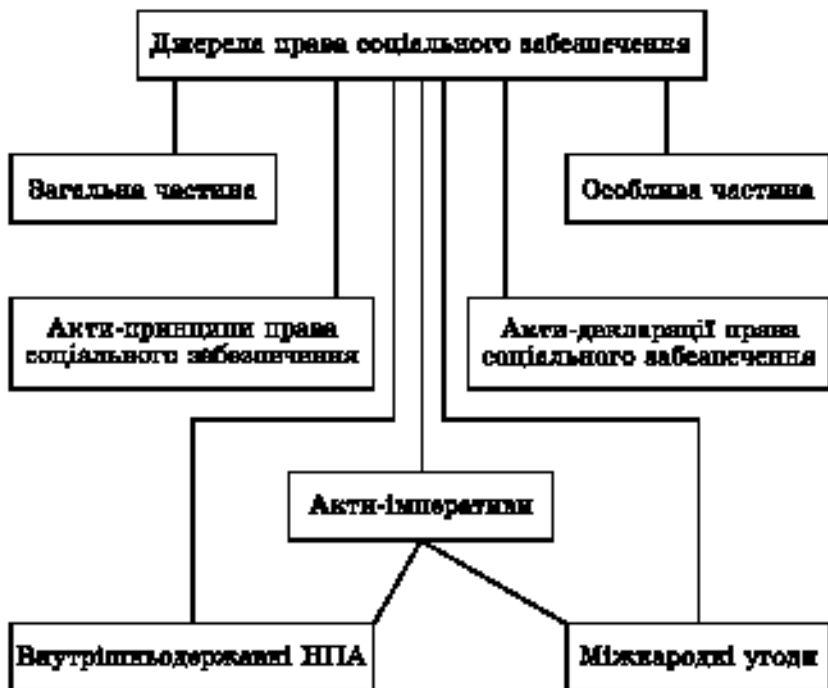 Джерела права соціального забезпечення
Загальна частина
Особлива частина
Акти-принципи права
соціального забезпечення
Акти-декларації права
соціального забезпечення
Акти-імперативи
Внутрішньодержавні НПА
Міжнародні угоди